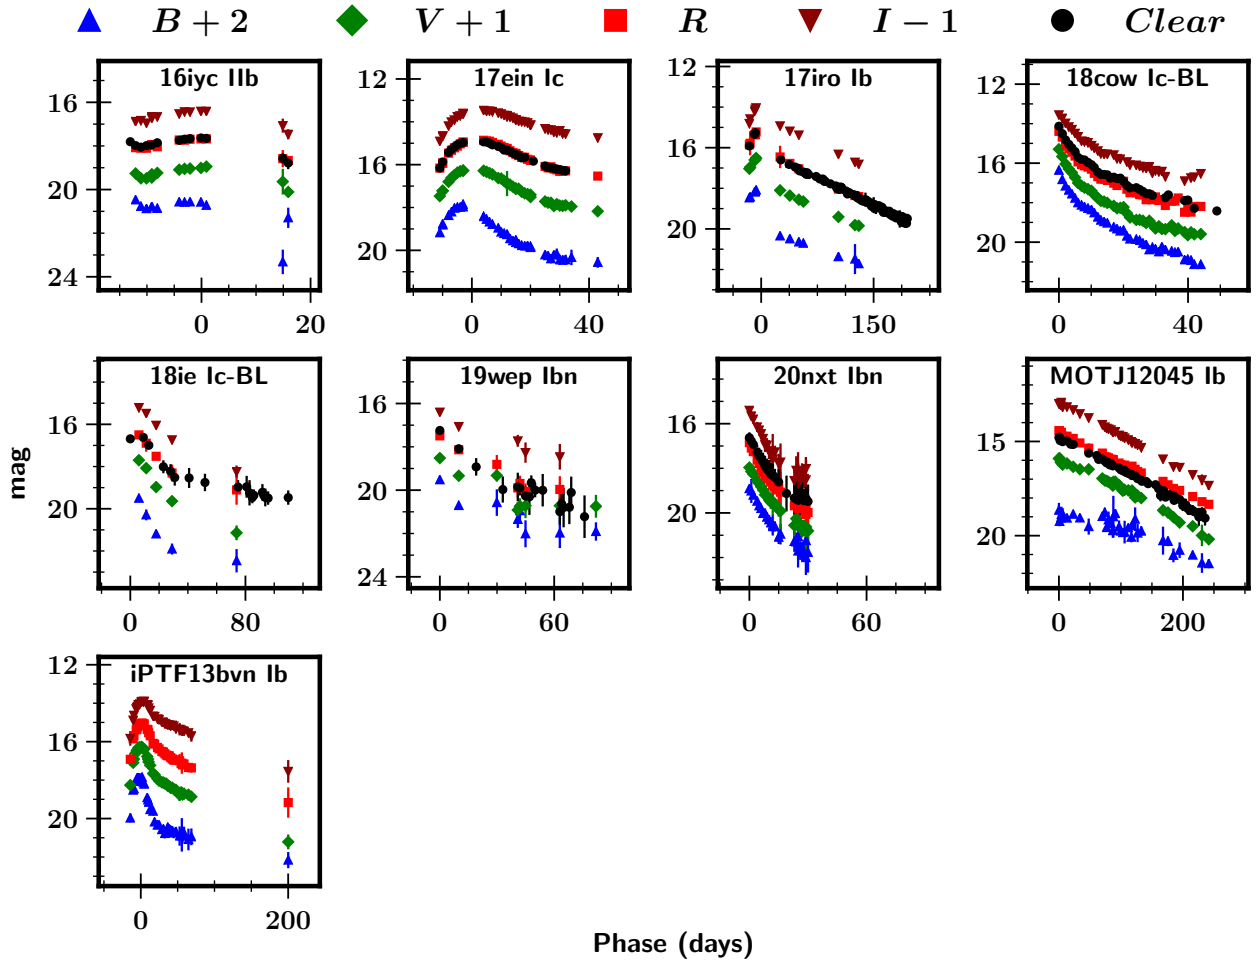 B + 2 V + 1 R I − 1 Clear
16iyc IIb
16
20
24
0 20
17ein Ic
12
16
20
0 40
17iro Ib
12
16
20
0 150
18cow Ic-BL
12
16
20
0 40
18ie Ic-BL
16
20
0 80
19wep Ibn
16
20
24
0 60
20nxt Ibn
16
20
0 60
MOTJ12045 Ib
15
20
0 200
iPTF13bvn Ib
12
16
20
0 200
mag
Phase (days)